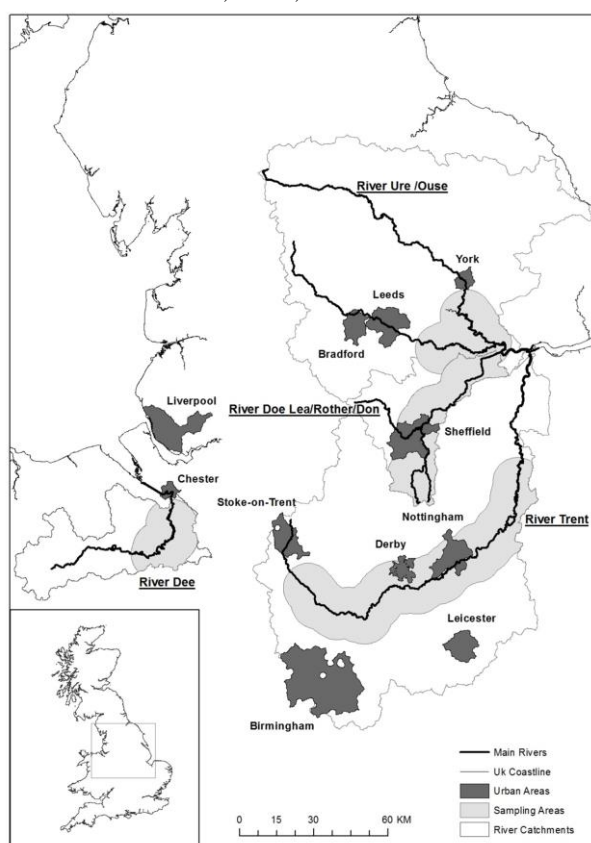 River Ure /Ouse
York
Leeds
Bradford
Liverpool
River Doe Lea/Rother/Don
Sheffield
Chester
Stoke-on-Trent
Nottingham
River Trent
Derby
River Dee
Leicester
Birmingham
Main Rivers
Uk Coastline
Urban Areas
Sampling Areas
River Catchments
0 15 30 60 KM